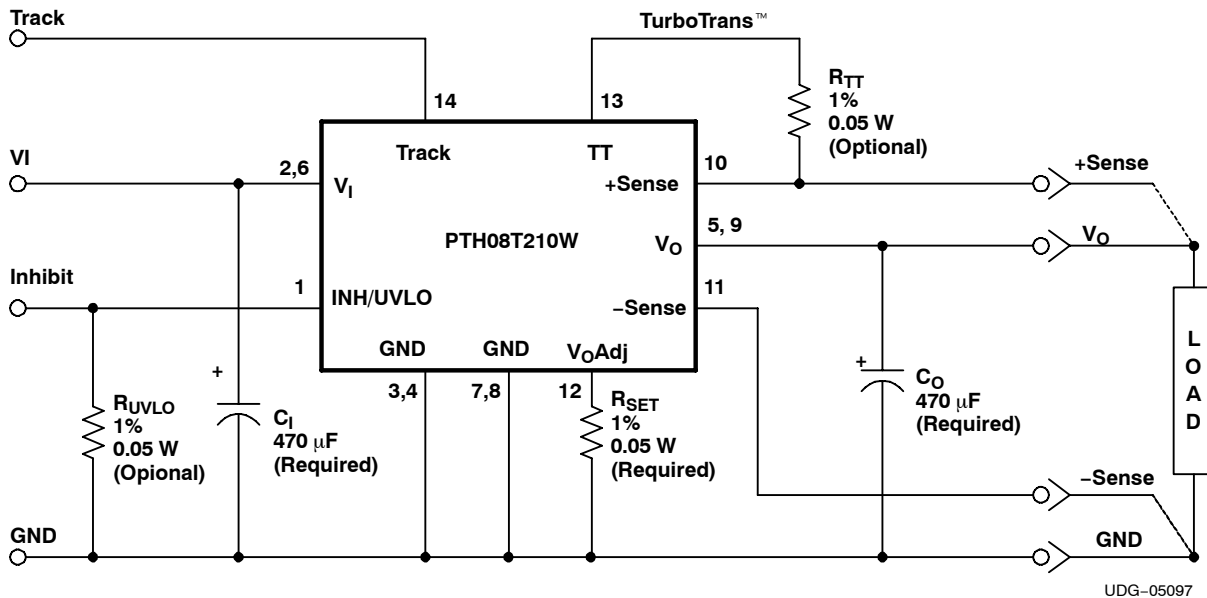 Track
TurboTrans™
RTT
1%
0.05 W
(Optional)
14
13
VI
2,6
Track
TT
10
+Sense
+Sense
VI
5, 9
VO
PTH08T210W
VO
Inhibit
1
INH/UVLO
11
−Sense
GND
GND
VOAdj
3,4
7,8
12
+
RUVLO
1%
0.05 W
(Opional)
CI
470 μF
(Required)
RSET
1%
0.05 W
(Required)
+
CO
470 μF
(Required)
LOAD
−Sense
GND
GND
UDG−05097